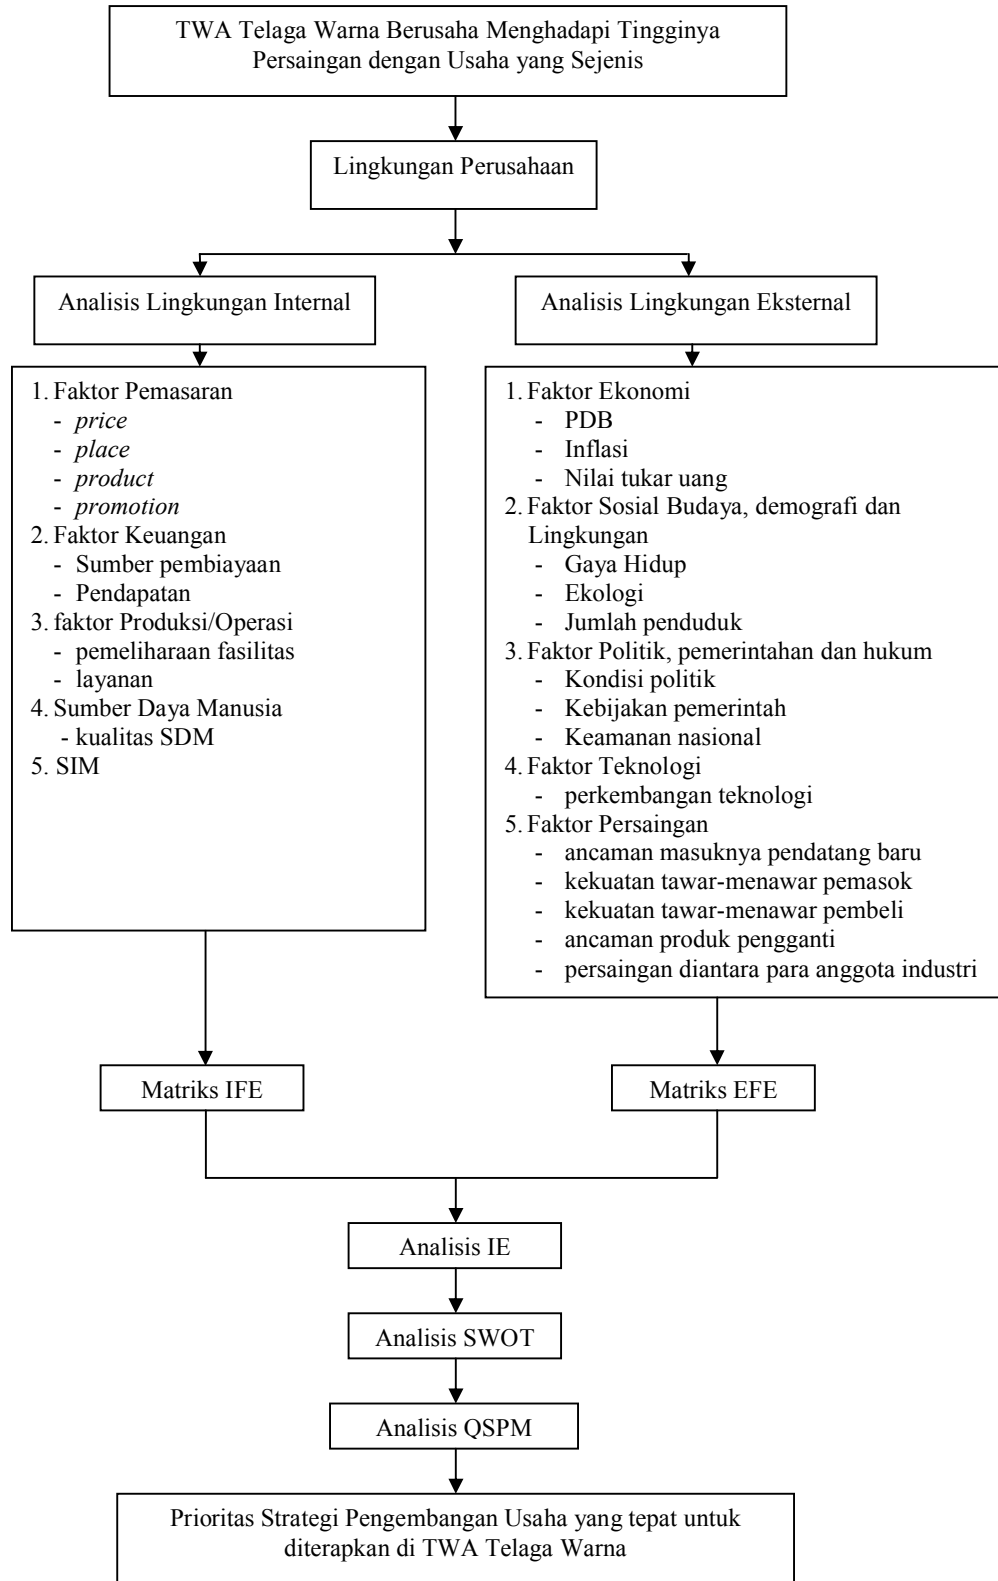 TWA Telaga Warna Berusaha Menghadapi Tingginya
Persaingan dengan Usaha yang Sejenis
Lingkungan Perusahaan
Analisis Lingkungan Internal
Analisis Lingkungan Eksternal
1. Faktor Pemasaran
- price
- place
- product
- promotion
2. Faktor Keuangan
- Sumber pembiayaan
- Pendapatan
3. faktor Produksi/Operasi
- pemeliharaan fasilitas
- layanan
4. Sumber Daya Manusia
- kualitas SDM
5. SIM
1. Faktor Ekonomi
- PDB
- Inflasi
- Nilai tukar uang
2. Faktor Sosial Budaya, demografi dan
Lingkungan
- Gaya Hidup
- Ekologi
- Jumlah penduduk
3. Faktor Politik, pemerintahan dan hukum
- Kondisi politik
- Kebijakan pemerintah
- Keamanan nasional
4. Faktor Teknologi
- perkembangan teknologi
5. Faktor Persaingan
- ancaman masuknya pendatang baru
- kekuatan tawar-menawar pemasok
- kekuatan tawar-menawar pembeli
- ancaman produk pengganti
- persaingan diantara para anggota industri
Matriks IFE
Matriks EFE
Analisis IE
Analisis SWOT
Analisis QSPM
Prioritas Strategi Pengembangan Usaha yang tepat untuk
diterapkan di TWA Telaga Warna